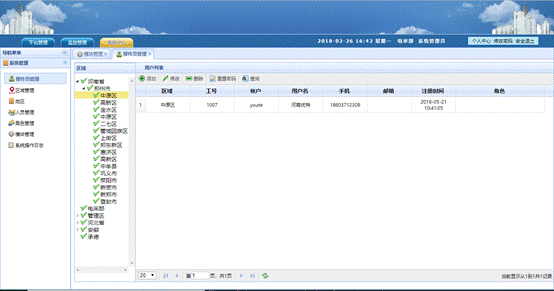 2018-02-26 16:42 星期一 电采部 系统管理员
个人中心 修改密码 安全退出
平台管理 监控管理
导航菜单
模块管理 操作员管理
系统管理
操作员管理
区域管理
地区
人员管理
角色管理
模块管理
系统操作日志
区域
河南省
郑州市
中原区
高新区
金水区
中原区
二七区
管城回族区
上街区
郑东新区
惠济区
高新区
中牟县
巩义市
荥阳市
新密市
新郑市
登封市
电采部
管理区
河北省
安徽
承德
用户列表
添加 修改 删除 重置密码 查询
区域 工号 帐户 用户名 手机 邮箱 注册时间 角色
1 中原区 1007 youte 河南优特 18603712309 2016-05-21 10:41:05
20 第 1 页，共1页
当前显示从1到1共1记录